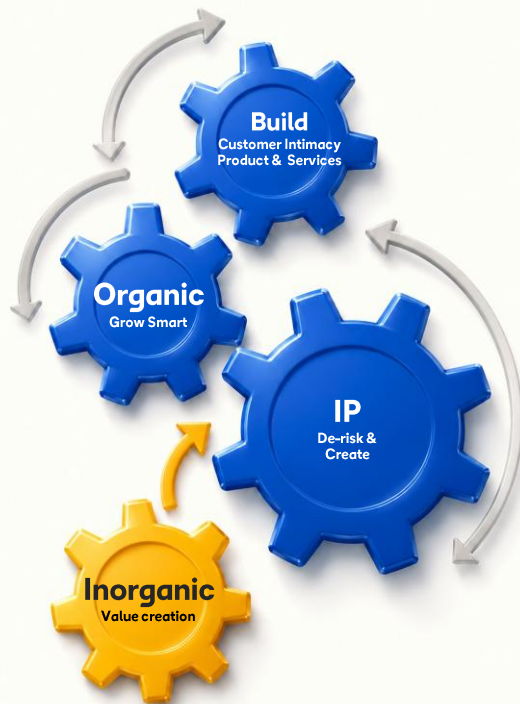 Build
Customer Intimacy
Product & Services
Organic
Grow Smart
IP
De-risk &
Create
Inorganic
Value creation